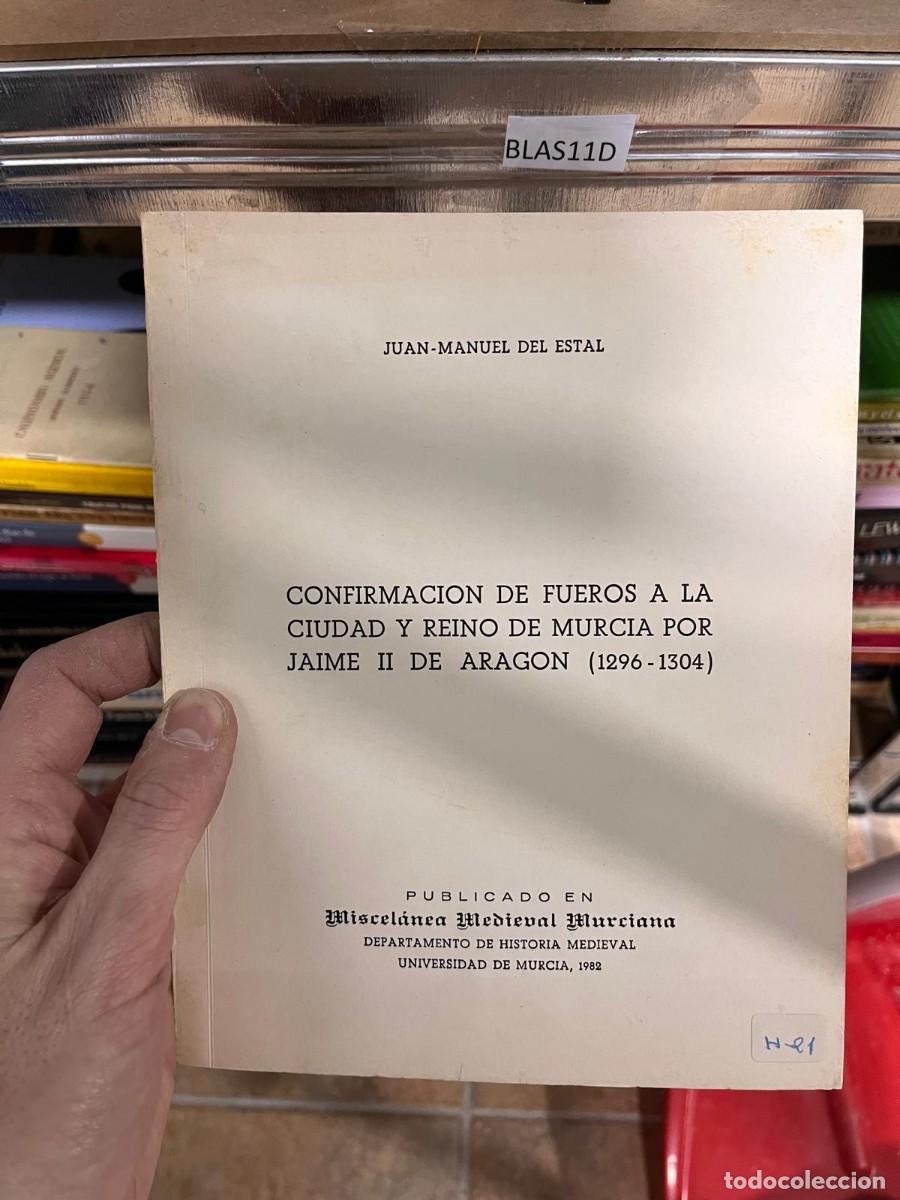 BLAS11D
JUAN-MANUEL DEL ESTAL
CONFIRMACION DE FUEROS A LA
CIUDAD Y REINO DE MURCIA POR
JAIME II DE ARAGON (1296-1304)
PUBLICADO EN
Miscelánea Medieval Murciana
DEPARTAMENTO DE HISTORIA MEDIEVAL
UNIVERSIDAD DE MURCIA, 1982
LEW
todocoleccion